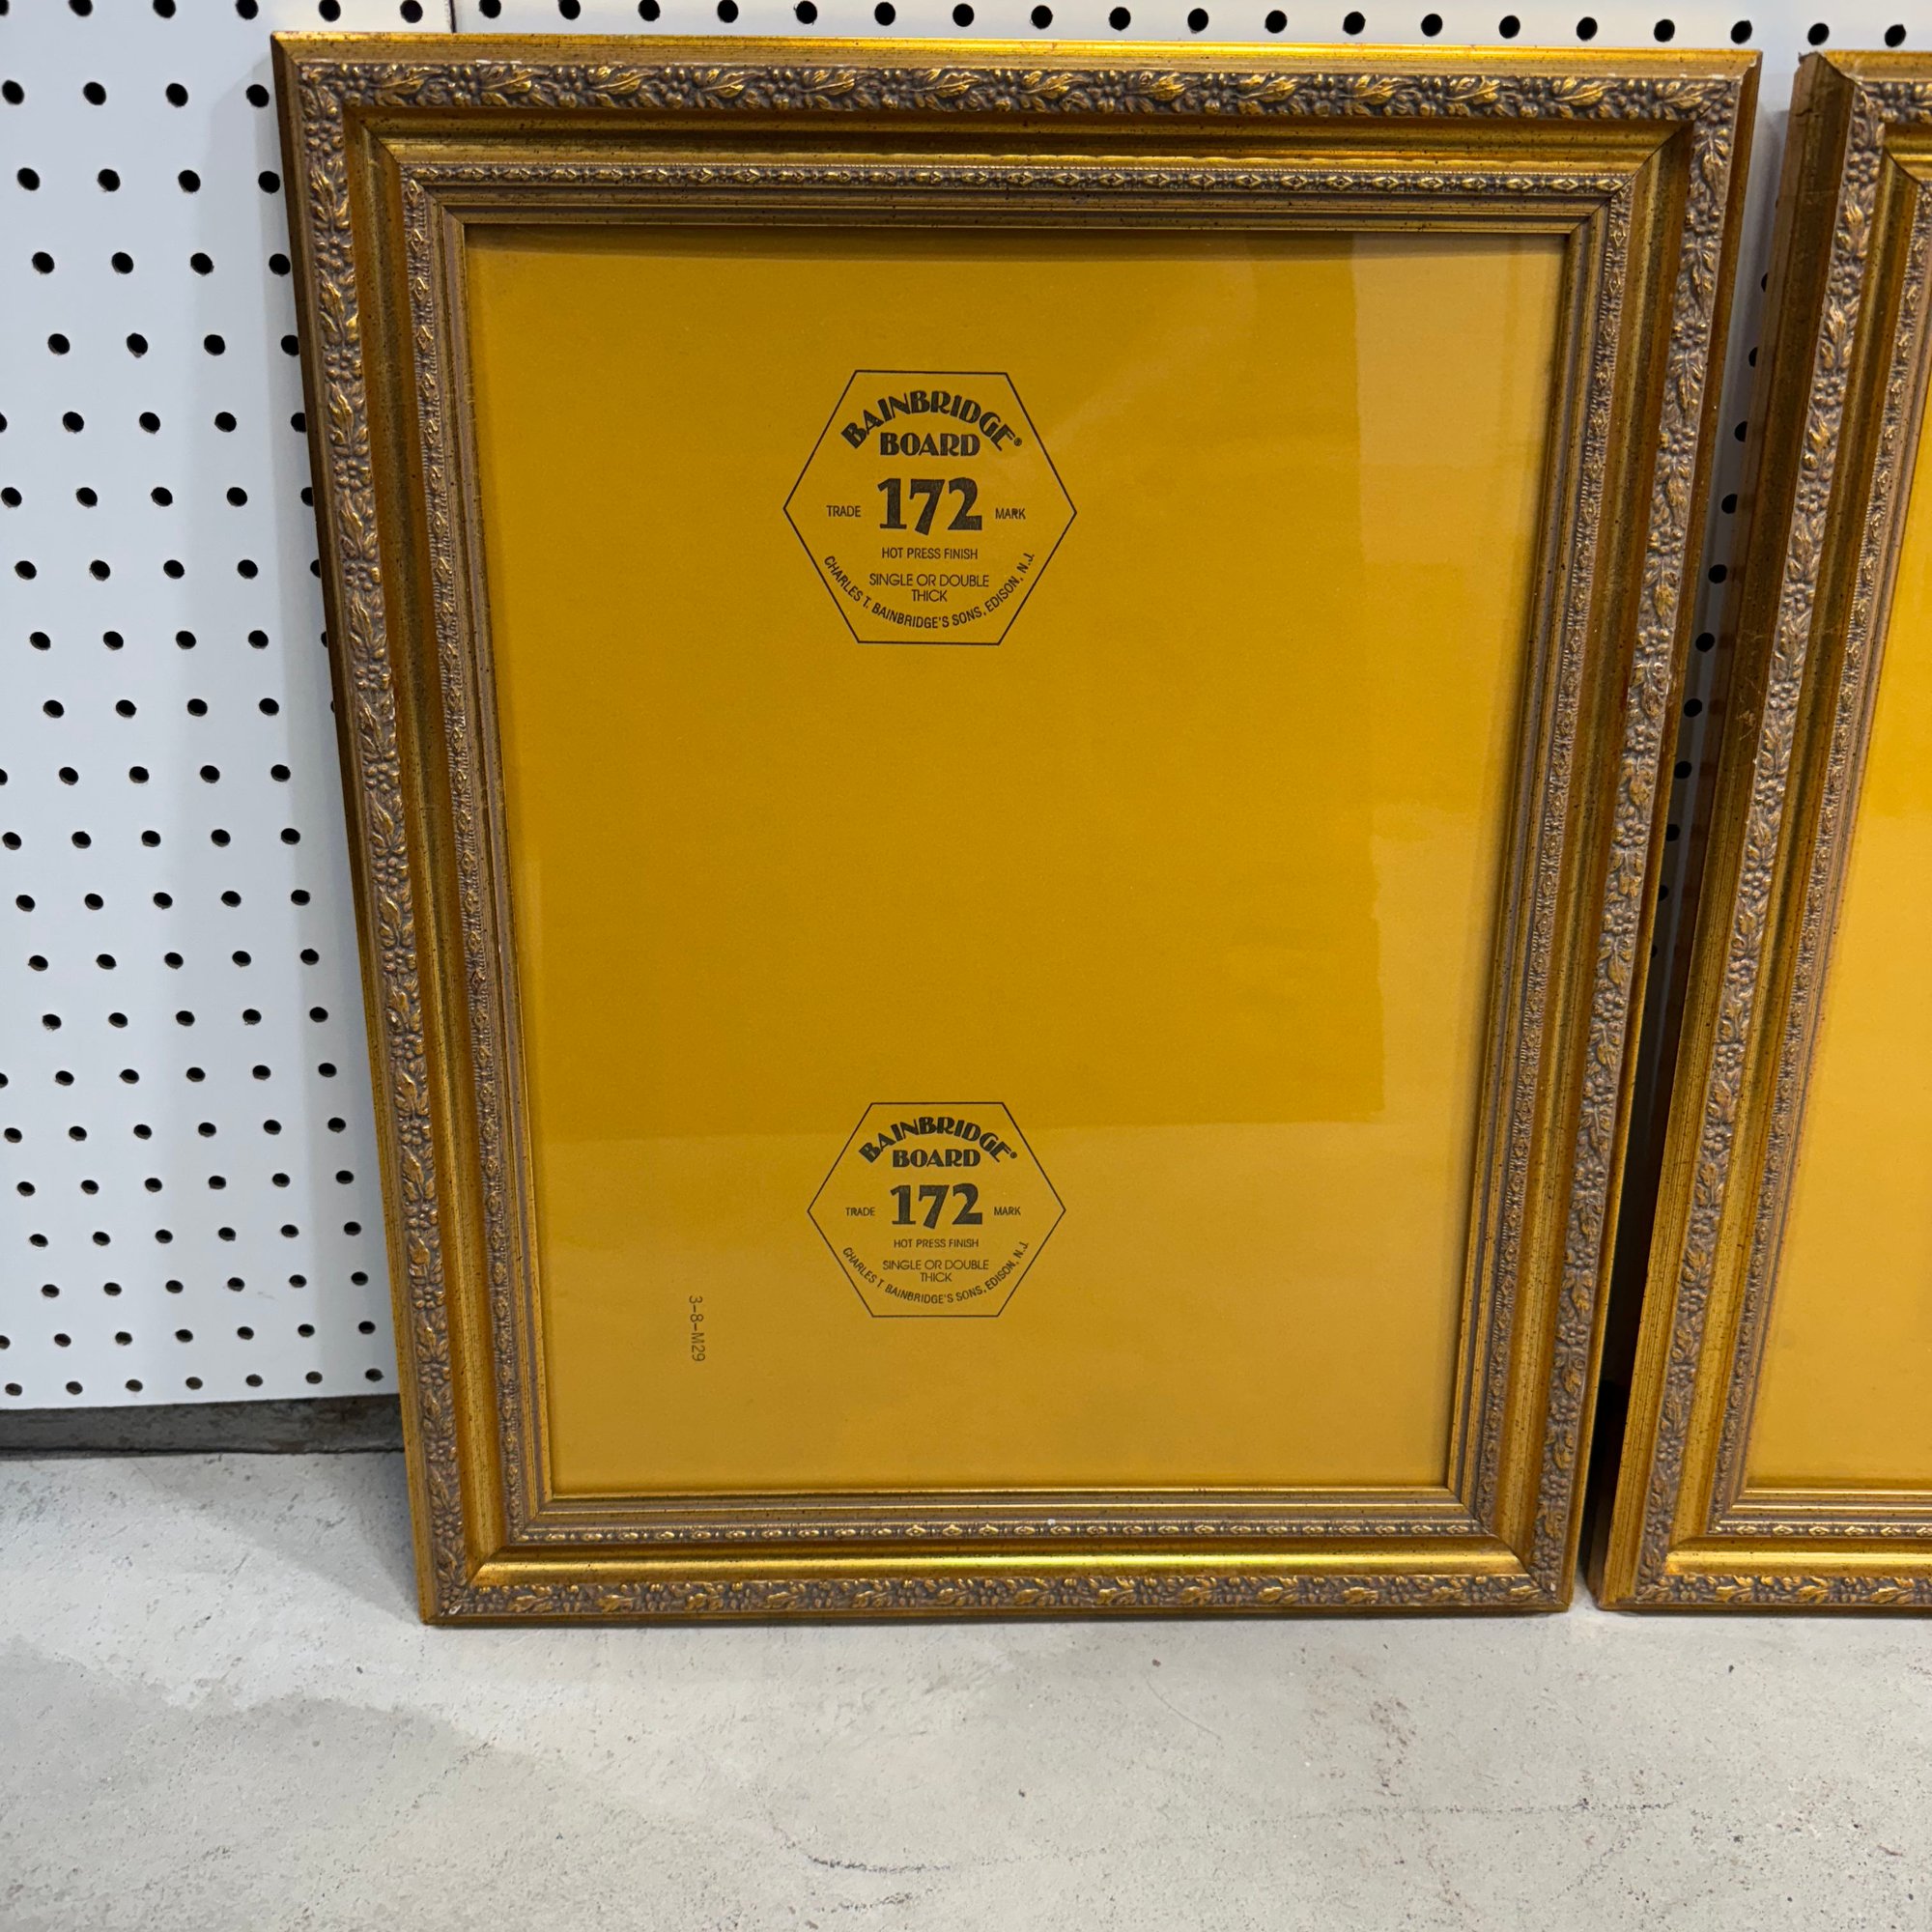 BAINBRIDGE®
BOARD
TRADE 172 MARK
HOT PRESS FINISH
SINGLE OR DOUBLE
THICK
CHARLES T. BAINBRIDGE'S SONS, EDISON, N.J.
BAINBRIDGE®
BOARD
TRADE 172 MARK
HOT PRESS FINISH
SINGLE OR DOUBLE
THICK
CHARLES T. BAINBRIDGE'S SONS, EDISON, N.J.
3-8-M29